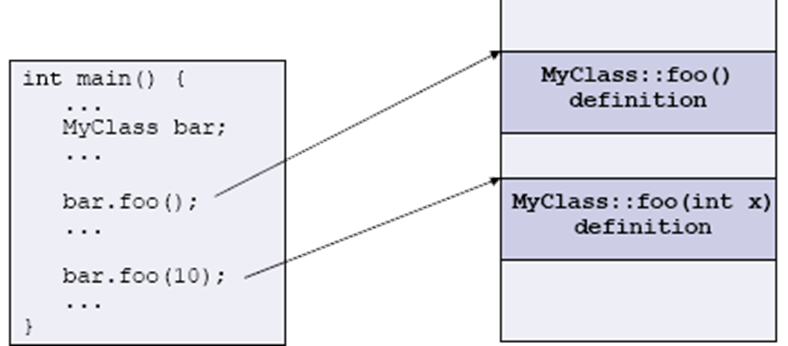 int main() {
...
MyClass bar;
...
bar.foo();
...
bar.foo(10);
...
}
MyClass::foo()
definition
MyClass::foo(int x)
definition